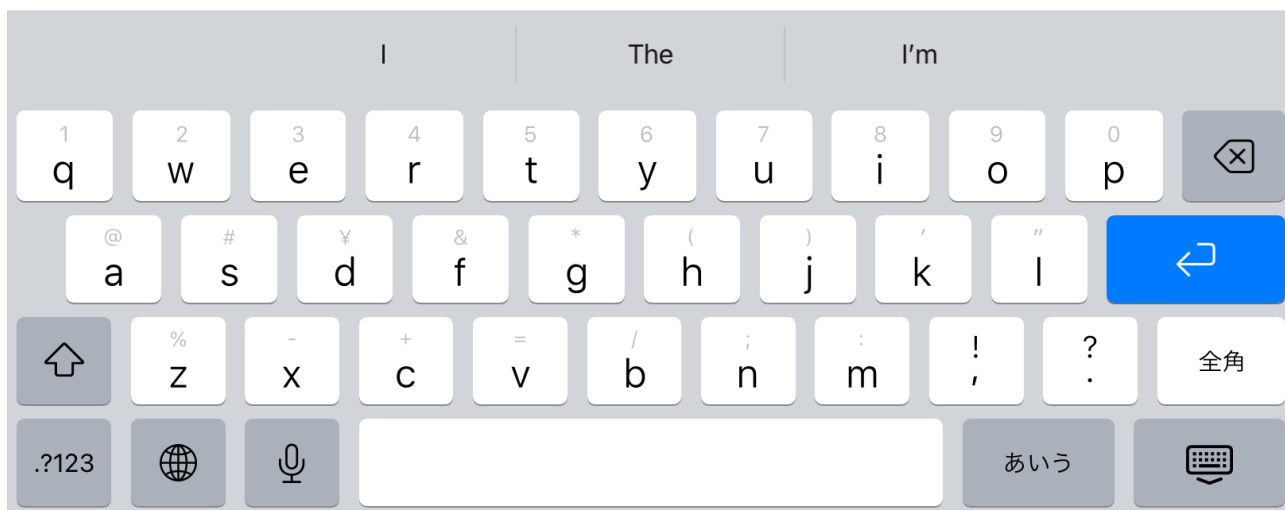 I The I’m
1 2 3 4 5 6 7 8 9 0
q w e r t y u i o p
@ # ¥ & * ( ) ′ ″
a s d f g h j k l
% - + = / ; : ! ?
z x c v b n m , . 全角
.?123 あいう